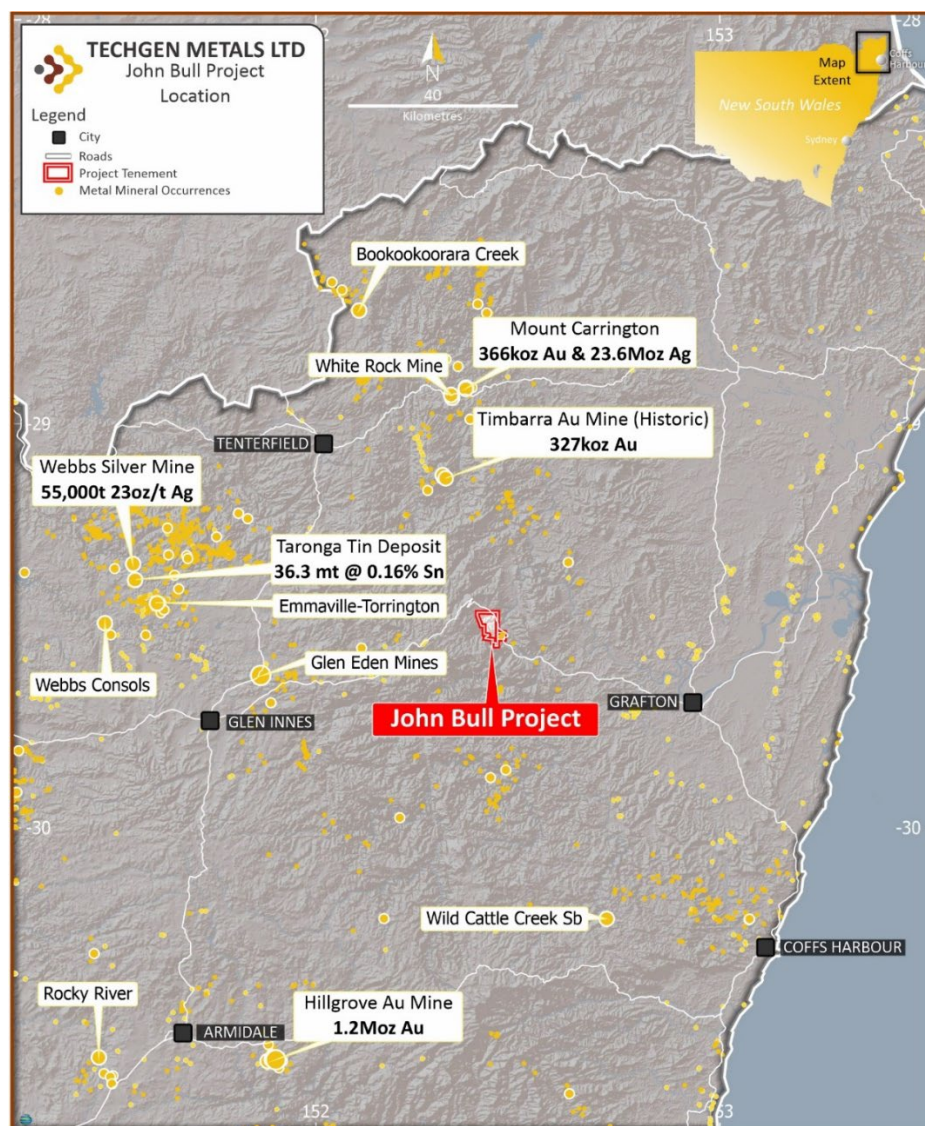 -28
152
153
-28
TECHGEN METALS LTD
John Bull Project
Location
Legend
City
Roads
Project Tenement
Metal Mineral Occurrences
N
40
Kilometres
Map
Extent
Coffs
Harbour
New South Wales
Sydney
Bookookoorara Creek
Mount Carrington
366koz Au & 23.6Moz Ag
White Rock Mine
-29
-29
TENTERFIELD
Timbarra Au Mine (Historic)
327koz Au
Webbs Silver Mine
55,000t 23oz/t Ag
Taronga Tin Deposit
36.3 mt @ 0.16% Sn
Emmaville-Torrington
Webbs Consols
Glen Eden Mines
GLEN INNES
John Bull Project
GRAFTON
-30
-30
Wild Cattle Creek Sb
COFFS HARBOUR
Rocky River
ARMIDALE
Hillgrove Au Mine
1.2Moz Au
152
153